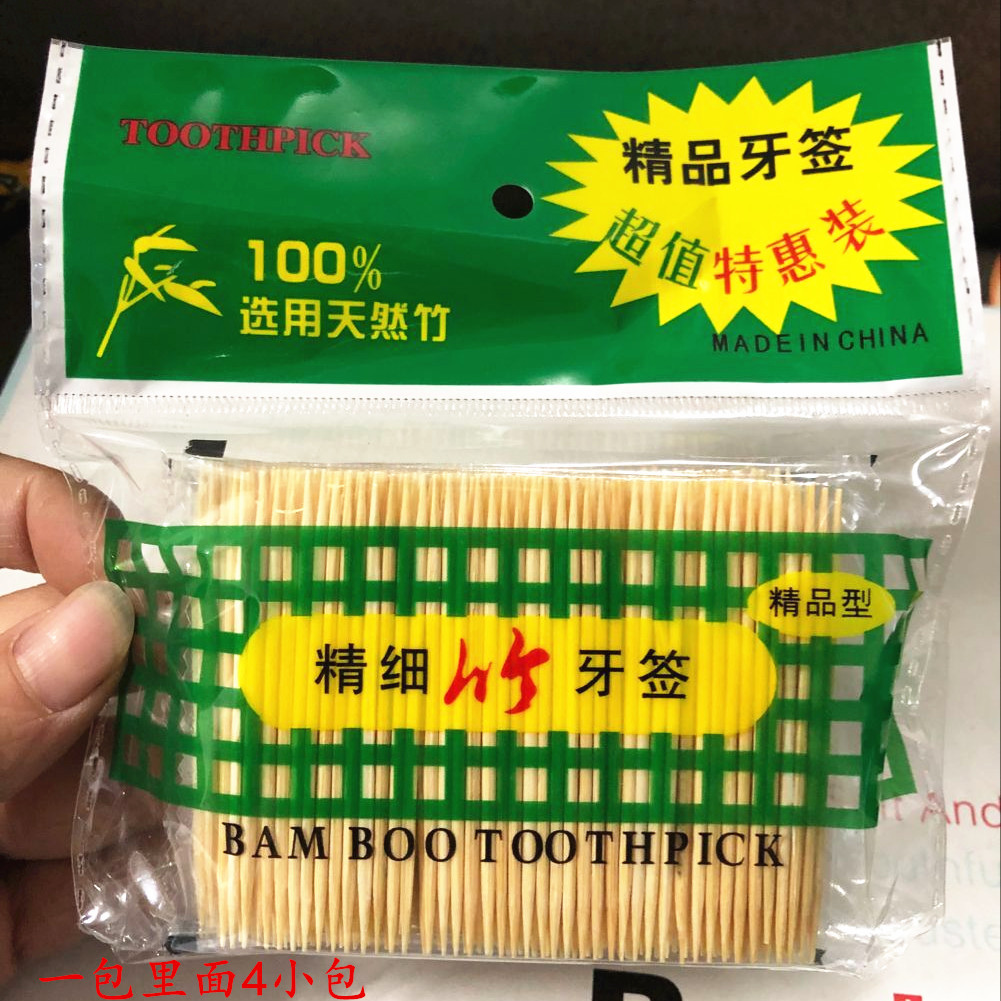 TOOTHPICK
精品牙签
超值特惠装
100%
选用天然竹
MADE IN CHINA
精品型
精细竹牙签
BAM BOO TOOTHPICK
And
一包里面4小包